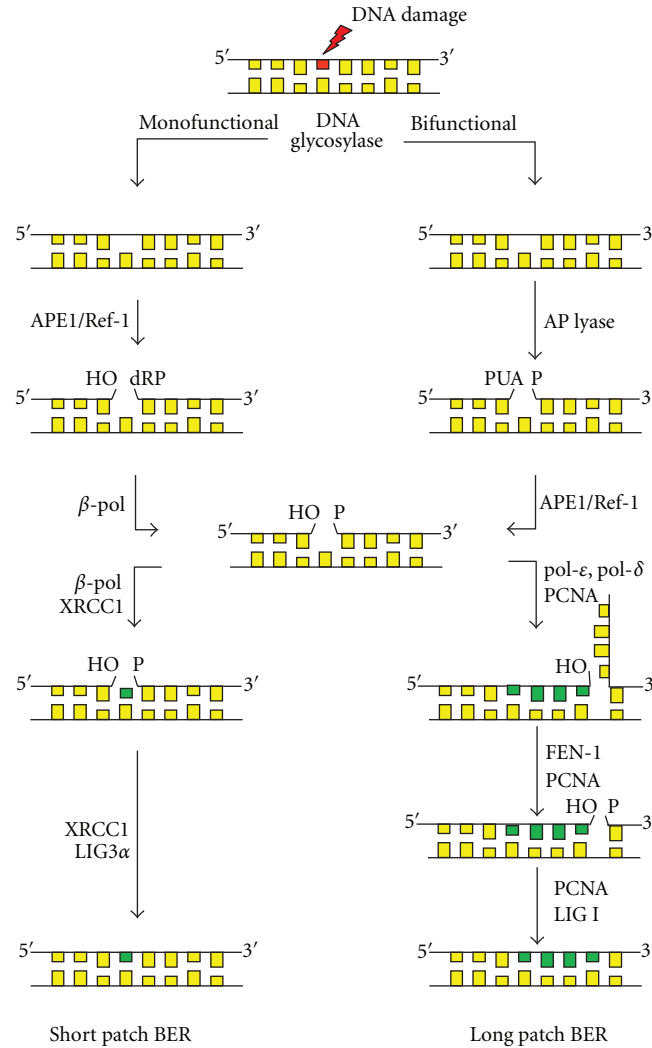 DNA damage
5′ 3′
Monofunctional
DNA
glycosylase
Bifunctional
5′ 3′
5′ 3
APE1/Ref-1
AP lyase
HO dRP
5′ 3′
PUA P
5′ 3
β-pol
HO P
5′ 3′
APE1/Ref-1
β-pol
XRCC1
pol-ε, pol-δ
PCNA
HO P
5′ 3′
HO
5′ 3
FEN-1
PCNA
HO P
5′ 3
XRCC1
LIG3α
PCNA
LIG I
5′ 3′
5′ 3
Short patch BER
Long patch BER